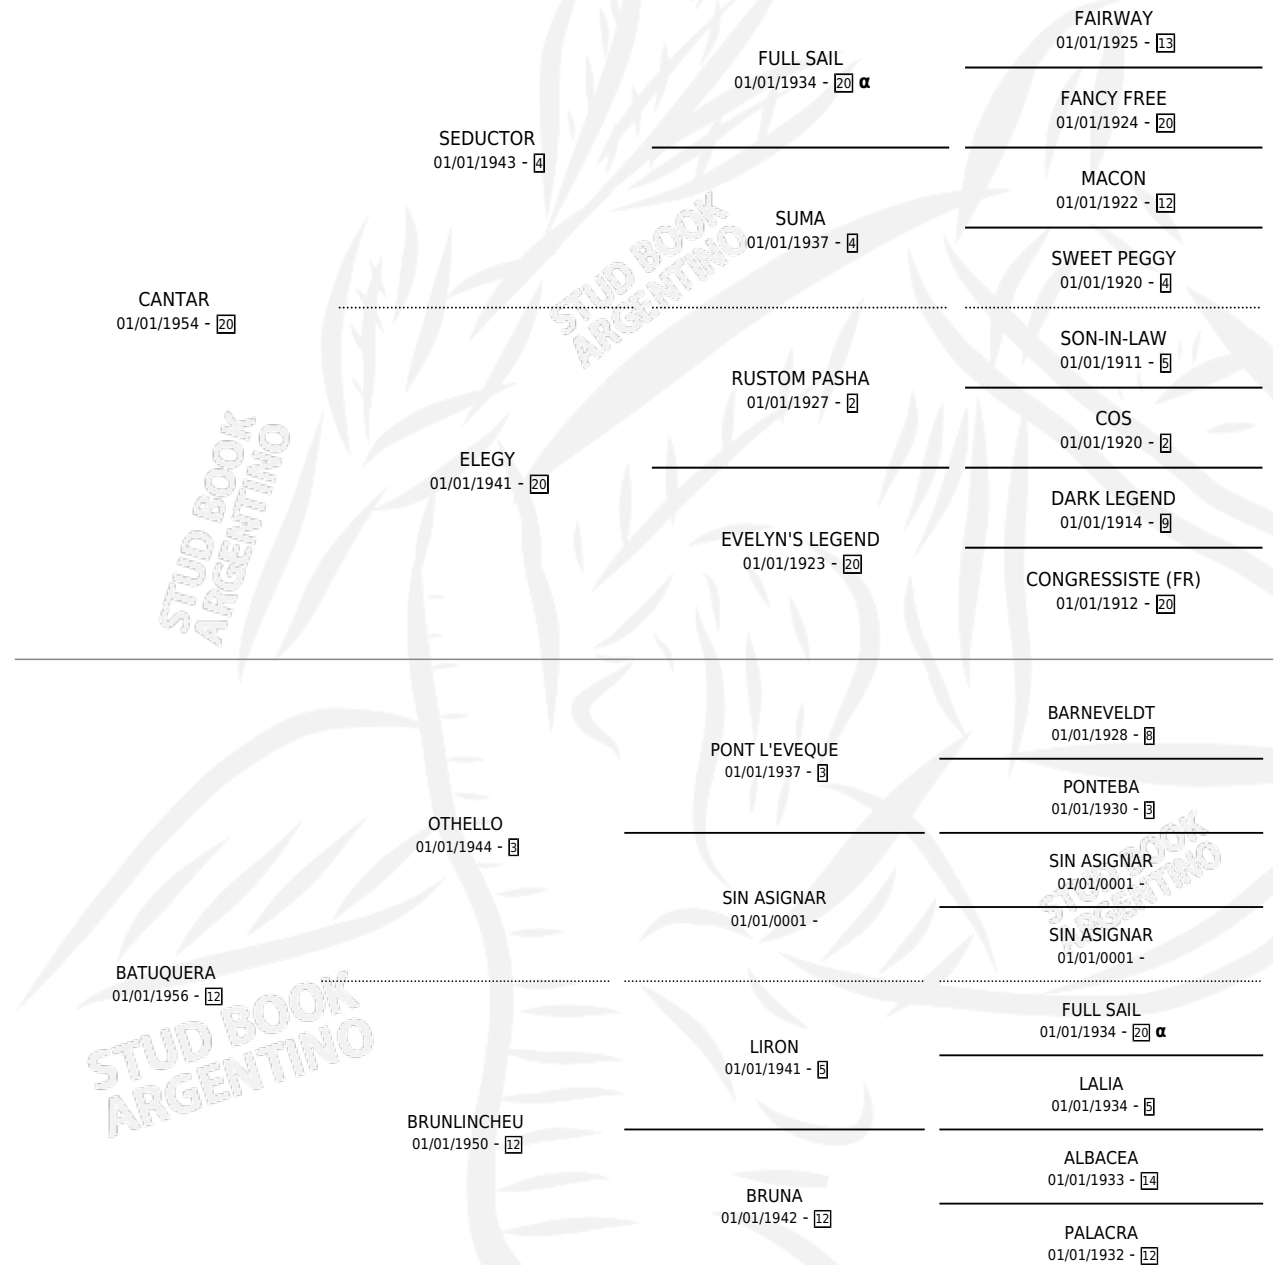 FAIRWAY
01/01/1925 - 13
FULL SAIL
01/01/1934 - 20 α
FANCY FREE
01/01/1924 - 20
SEDUCTOR
01/01/1943 - 4
MACON
01/01/1922 - 12
SUMA
01/01/1937 - 4
SWEET PEGGY
01/01/1920 - 4
STUD BOOK
ARGENTINO
CANTAR
01/01/1954 - 20
SON-IN-LAW
01/01/1911 - 5
RUSTOM PASHA
01/01/1927 - 2
COS
01/01/1920 - 2
ELEGY
01/01/1941 - 20
DARK LEGEND
01/01/1914 - 9
EVELYN'S LEGEND
01/01/1923 - 20
CONGRESSISTE (FR)
01/01/1912 - 20
STUD BOOK
ARGENTINO
BARNEVELDT
01/01/1928 - 8
PONT L'EVEQUE
01/01/1937 - 3
PONTEBA
01/01/1930 - 3
OTHELLO
01/01/1944 - 3
SIN ASIGNAR
01/01/0001 -
SIN ASIGNAR
01/01/0001 -
SIN ASIGNAR
01/01/0001 -
STUD BOOK
ARGENTINO
BATUQUERA
01/01/1956 - 12
FULL SAIL
01/01/1934 - 20 α
LIRON
01/01/1941 - 5
LALIA
01/01/1934 - 5
STUD BOOK
ARGENTINO
BRUNLINCHEU
01/01/1950 - 12
ALBACEA
01/01/1933 - 14
BRUNA
01/01/1942 - 12
PALACRA
01/01/1932 - 12